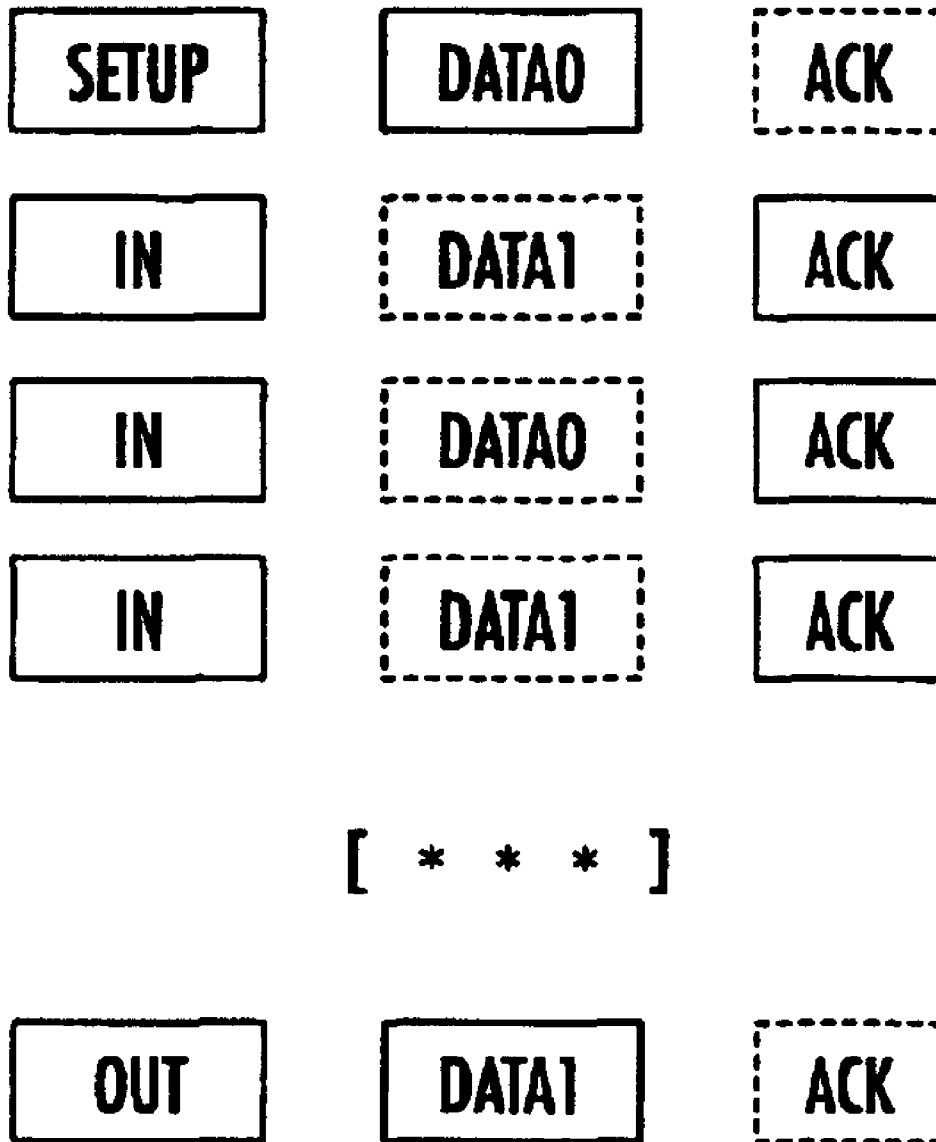 SETUP DATA0 ACK
IN DATA1 ACK
IN DATA0 ACK
IN DATA1 ACK
[ * * * ]
OUT DATA1 ACK